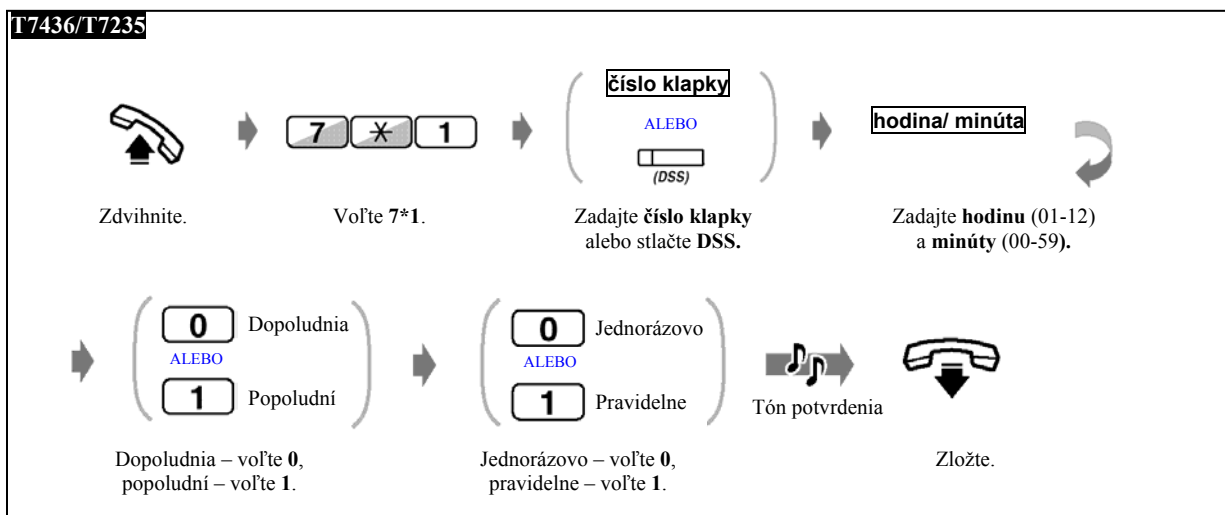 T7436/T7235
7 * 1
číslo klapky
ALEBO
(DSS)
hodina/ minúta
Zdvihnite.
Voľte 7*1.
Zadajte číslo klapky
alebo stlačte DSS.
Zadajte hodinu (01-12)
a minúty (00-59).
0 Dopoludnia
ALEBO
1 Popoludní
0 Jednorázovo
ALEBO
1 Pravidelne
Tón potvrdenia
Dopoludnia – voľte 0,
popoludní – voľte 1.
Jednorázovo – voľte 0,
pravidelne – voľte 1.
Zložte.